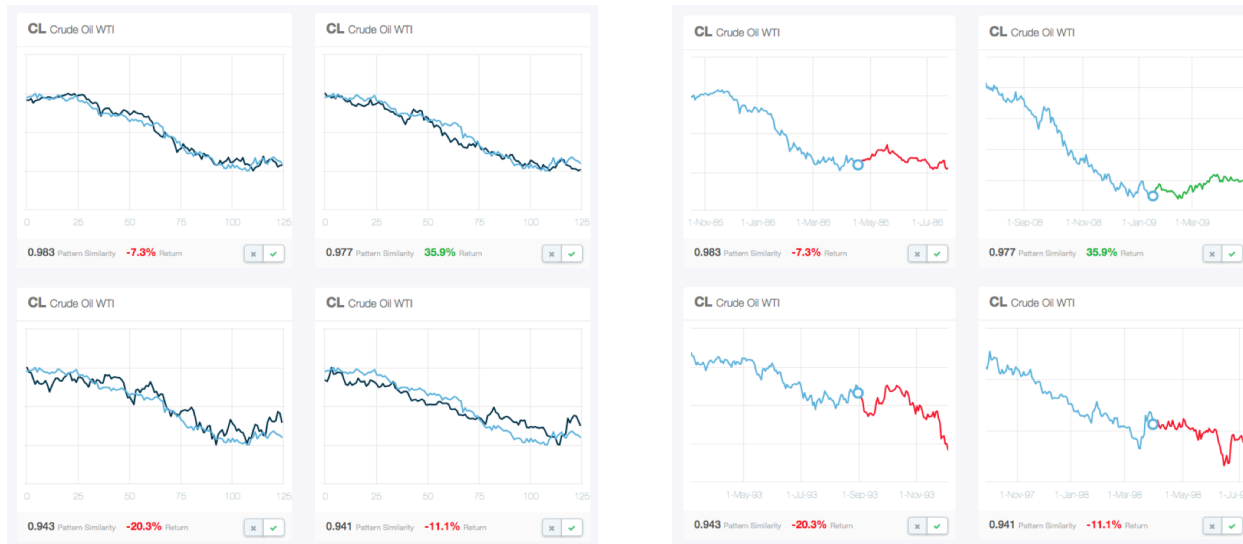 CL Crude Oil WTI
0 25 50 75 100 125
0.983 Pattern Similarity -7.3% Return
CL Crude Oil WTI
0 25 50 75 100 125
0.977 Pattern Similarity 35.9% Return
CL Crude Oil WTI
0 25 50 75 100 125
0.943 Pattern Similarity -20.3% Return
CL Crude Oil WTI
0 25 50 75 100 125
0.941 Pattern Similarity -11.1% Return
CL Crude Oil WTI
1-Nov-85 1-Jan-86 1-Mar-86 1-May-86 1-Jul-86
0.983 Pattern Similarity -7.3% Return
CL Crude Oil WTI
1-Sep-08 1-Nov-08 1-Jan-09 1-Mar-09
0.977 Pattern Similarity 35.9% Return
CL Crude Oil WTI
1-May-93 1-Jul-93 1-Sep-93 1-Nov-93
0.943 Pattern Similarity -20.3% Return
CL Crude Oil WTI
1-Nov-97 1-Jan-98 1-Mar-98 1-May-98
0.941 Pattern Similarity -11.1% Return